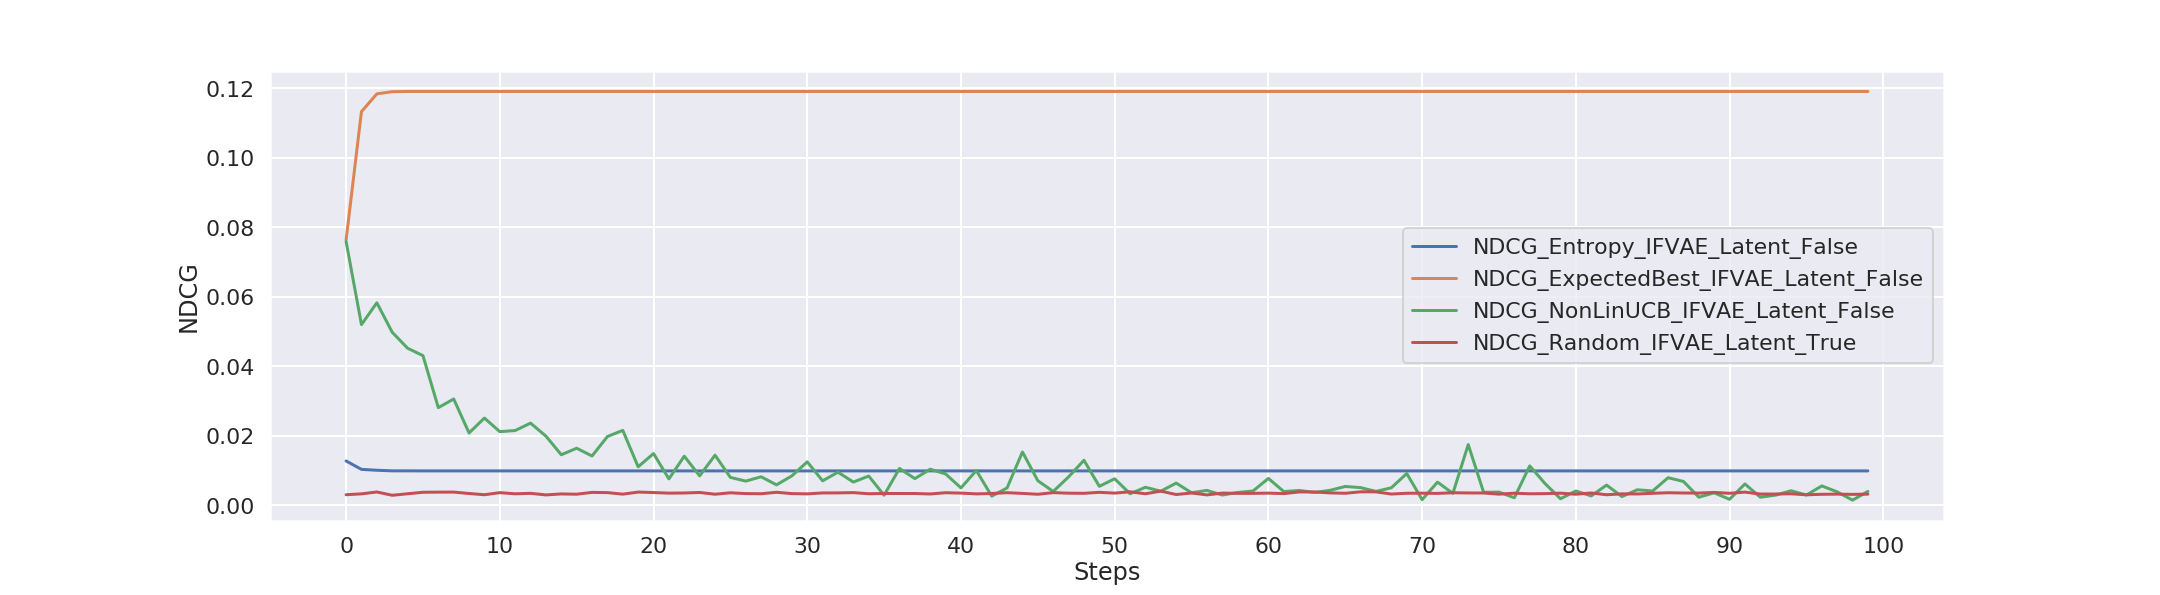 0.12
0.10
0.08
0.06
0.04
0.02
0.00
NDCG
NDCG_Entropy_IFVAE_Latent_False
NDCG_ExpectedBest_IFVAE_Latent_False
NDCG_NonLinUCB_IFVAE_Latent_False
NDCG_Random_IFVAE_Latent_True
0 10 20 30 40 50 60 70 80 90 100
Steps